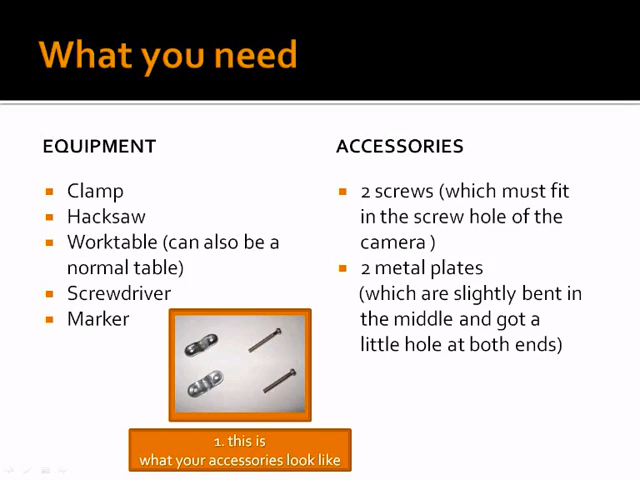 What you need
EQUIPMENT
Clamp
Hacksaw
Worktable (can also be a
normal table)
Screwdriver
Marker
ACCESSORIES
2 screws (which must fit
in the screw hole of the
camera )
2 metal plates
(which are slightly bent in
the middle and got a
little hole at both ends)
1. this is
what your accessories look like